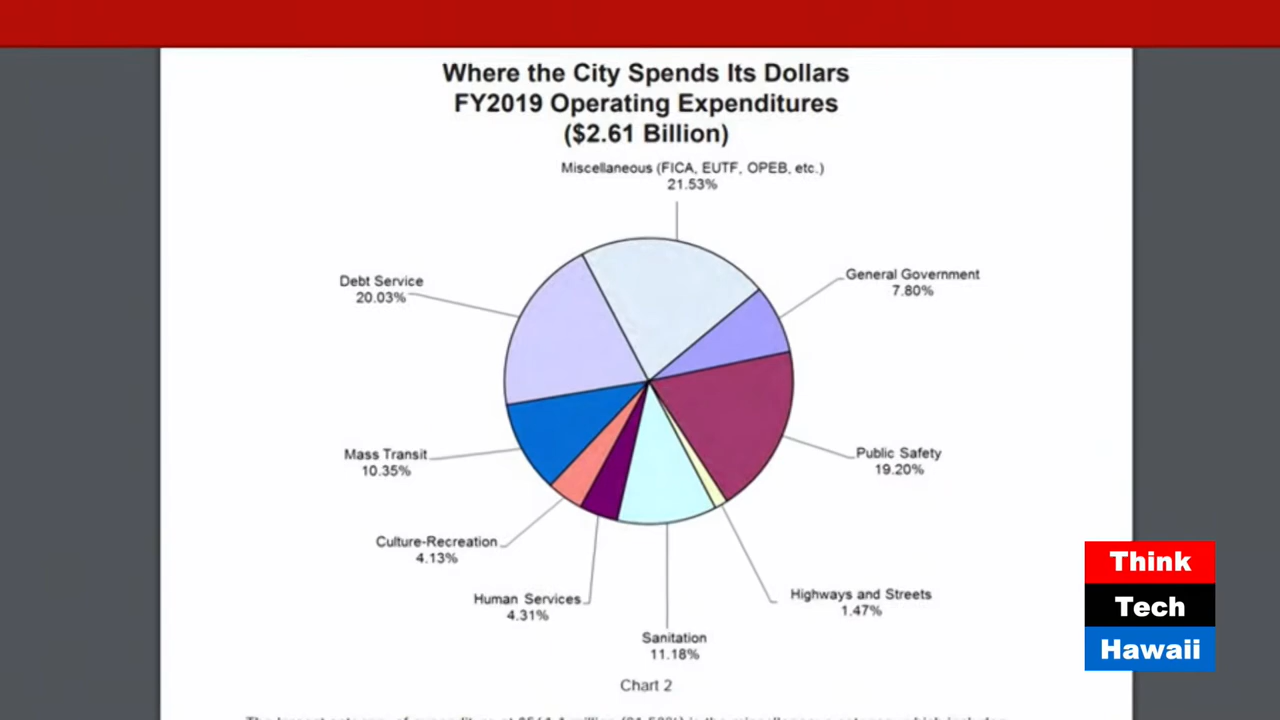 Where the City Spends Its Dollars
FY2019 Operating Expenditures
($2.61 Billion)
Miscellaneous (FICA, EUTF, OPEB, etc.)
21.53%
General Government
7.80%
Debt Service
20.03%
Public Safety
19.20%
Mass Transit
10.35%
Culture-Recreation
4.13%
Human Services
4.31%
Highways and Streets
1.47%
Sanitation
11.18%
Chart 2
Think
Tech
Hawaii